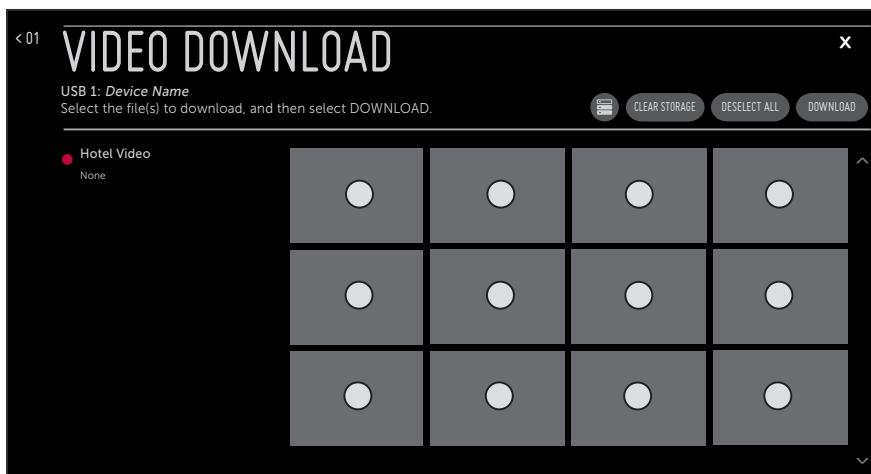 < 01
VIDEO DOWNLOAD
X
USB 1: Device Name
Select the file(s) to download, and then select DOWNLOAD.
CLEAR STORAGE
DESELECT ALL
DOWNLOAD
Hotel Video
None